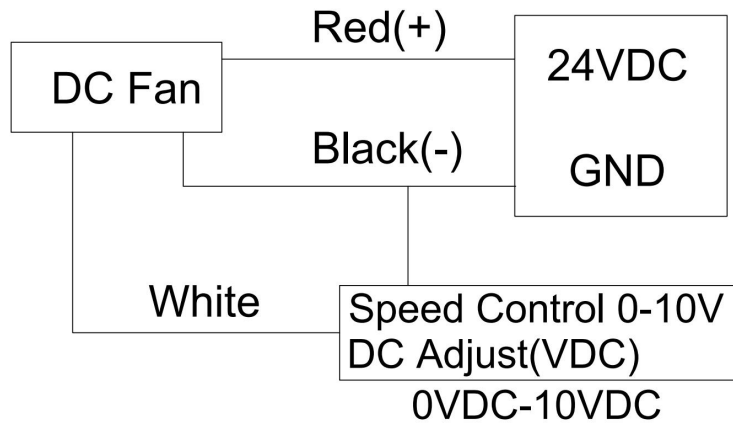 Red(+)
24VDC
DC Fan
Black(-)
GND
White
Speed Control 0-10V
DC Adjust(VDC)
0VDC-10VDC